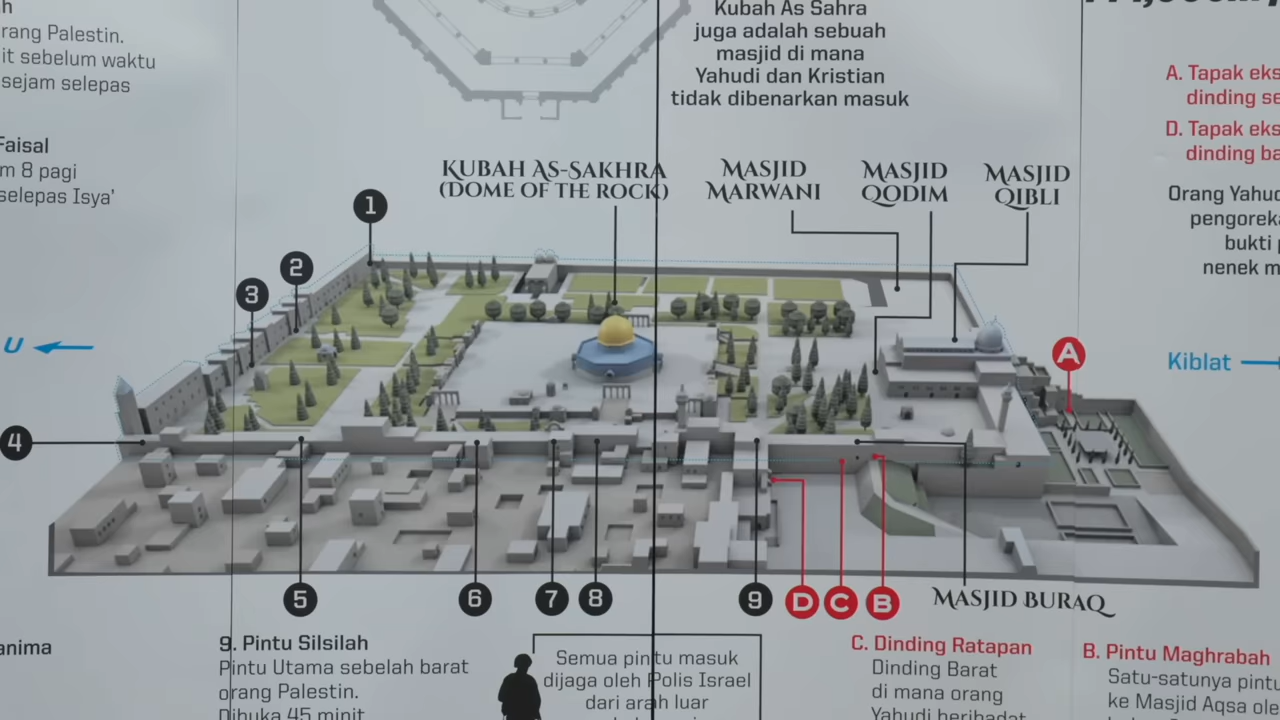 rang Palestin.
it sebelum waktu
sejam selepas
Faisal
m 8 pagi
selepas Isya'
Kubah As Sahra
juga adalah sebuah
masjid di mana
Yahudi dan Kristian
tidak dibenarkan masuk
A. Tapak eks
dinding se
D. Tapak eks
dinding ba
Orang Yahud
pengoreka
bukti
nenek m
KUBAH AS-SAKHRA
(DOME OF THE ROCK)
MASJID
MARWANI
MASJID
QODIM
MASJID
QIBLI
1
2
3
U
A
Kiblat
4
5
6
7
8
9
D
C
B
MASJID BURAQ
anima
9. Pintu Silsilah
Pintu Utama sebelah barat
orang Palestin.
Dibuka 45 minit
Semua pintu masuk
dijaga oleh Polis Israel
dari arah luar
C. Dinding Ratapan
Dinding Barat
di mana orang
Yahudi beribadat
B. Pintu Maghrabah
Satu-satunya pintu
ke Masjid Aqsa ole